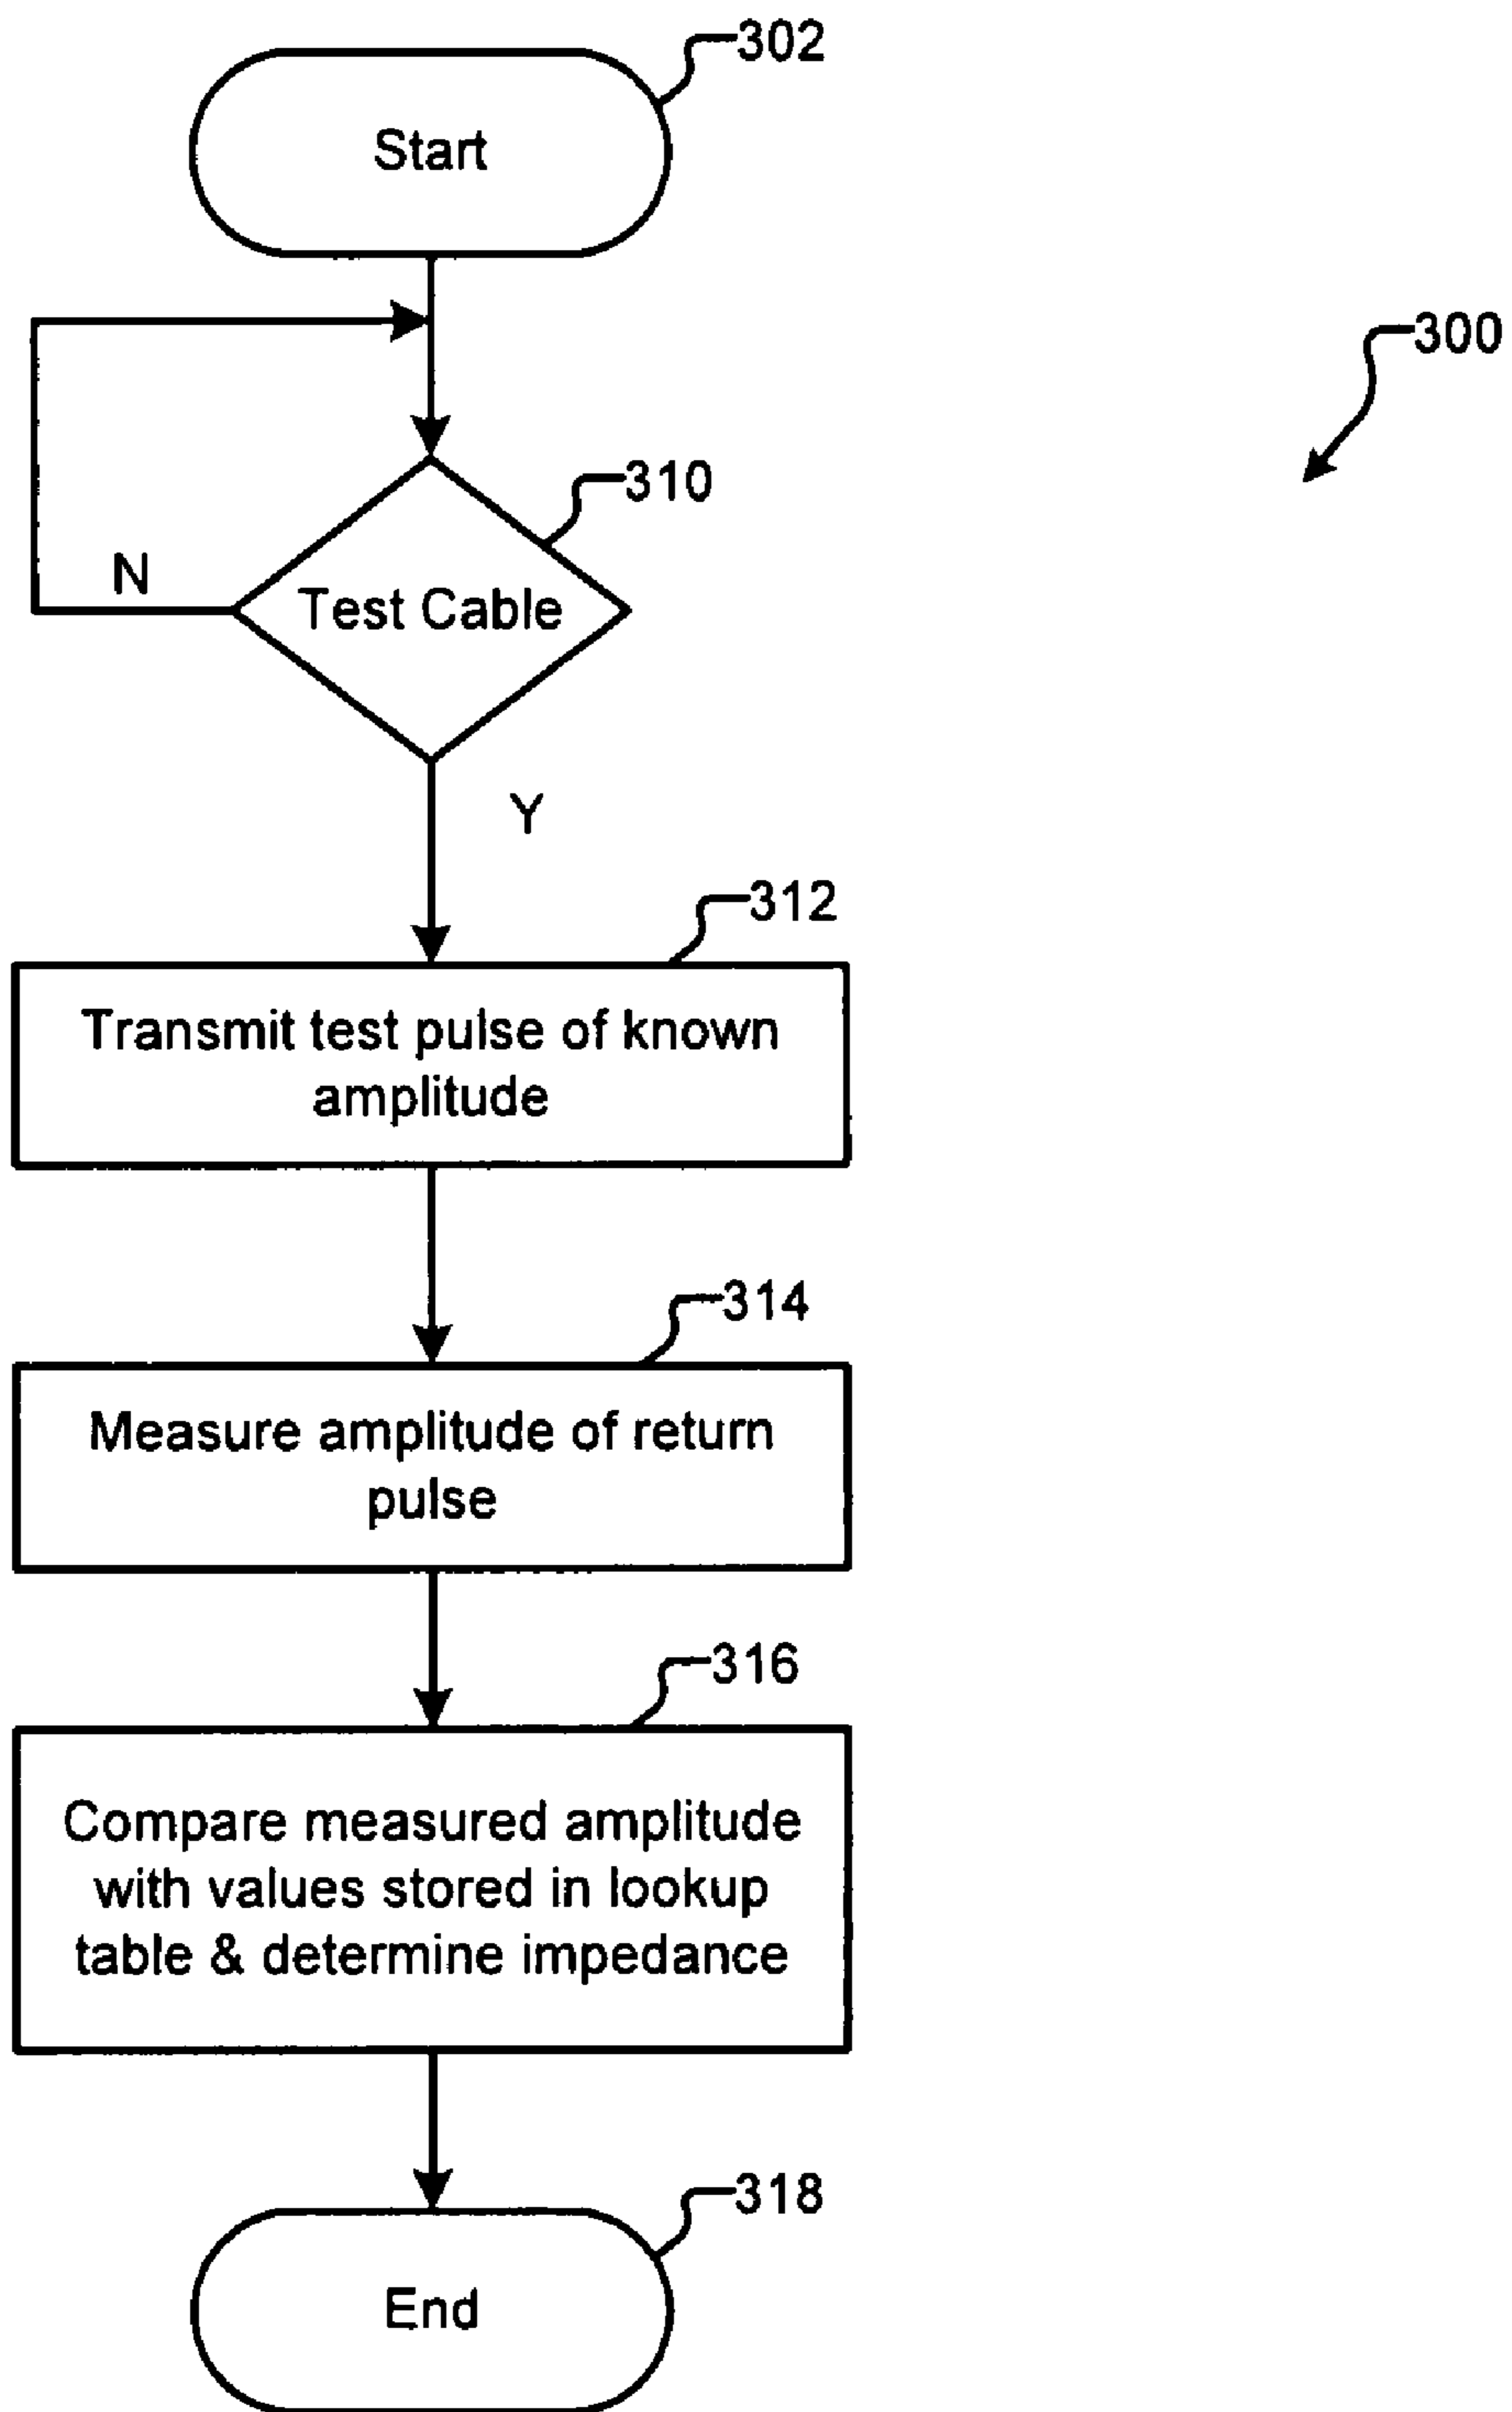 302
Start
300
310
Test Cable
N
Y
312
Transmit test pulse of known
amplitude
314
Measure amplitude of return
pulse
316
Compare measured amplitude
with values stored in lookup
table & determine impedance
318
End